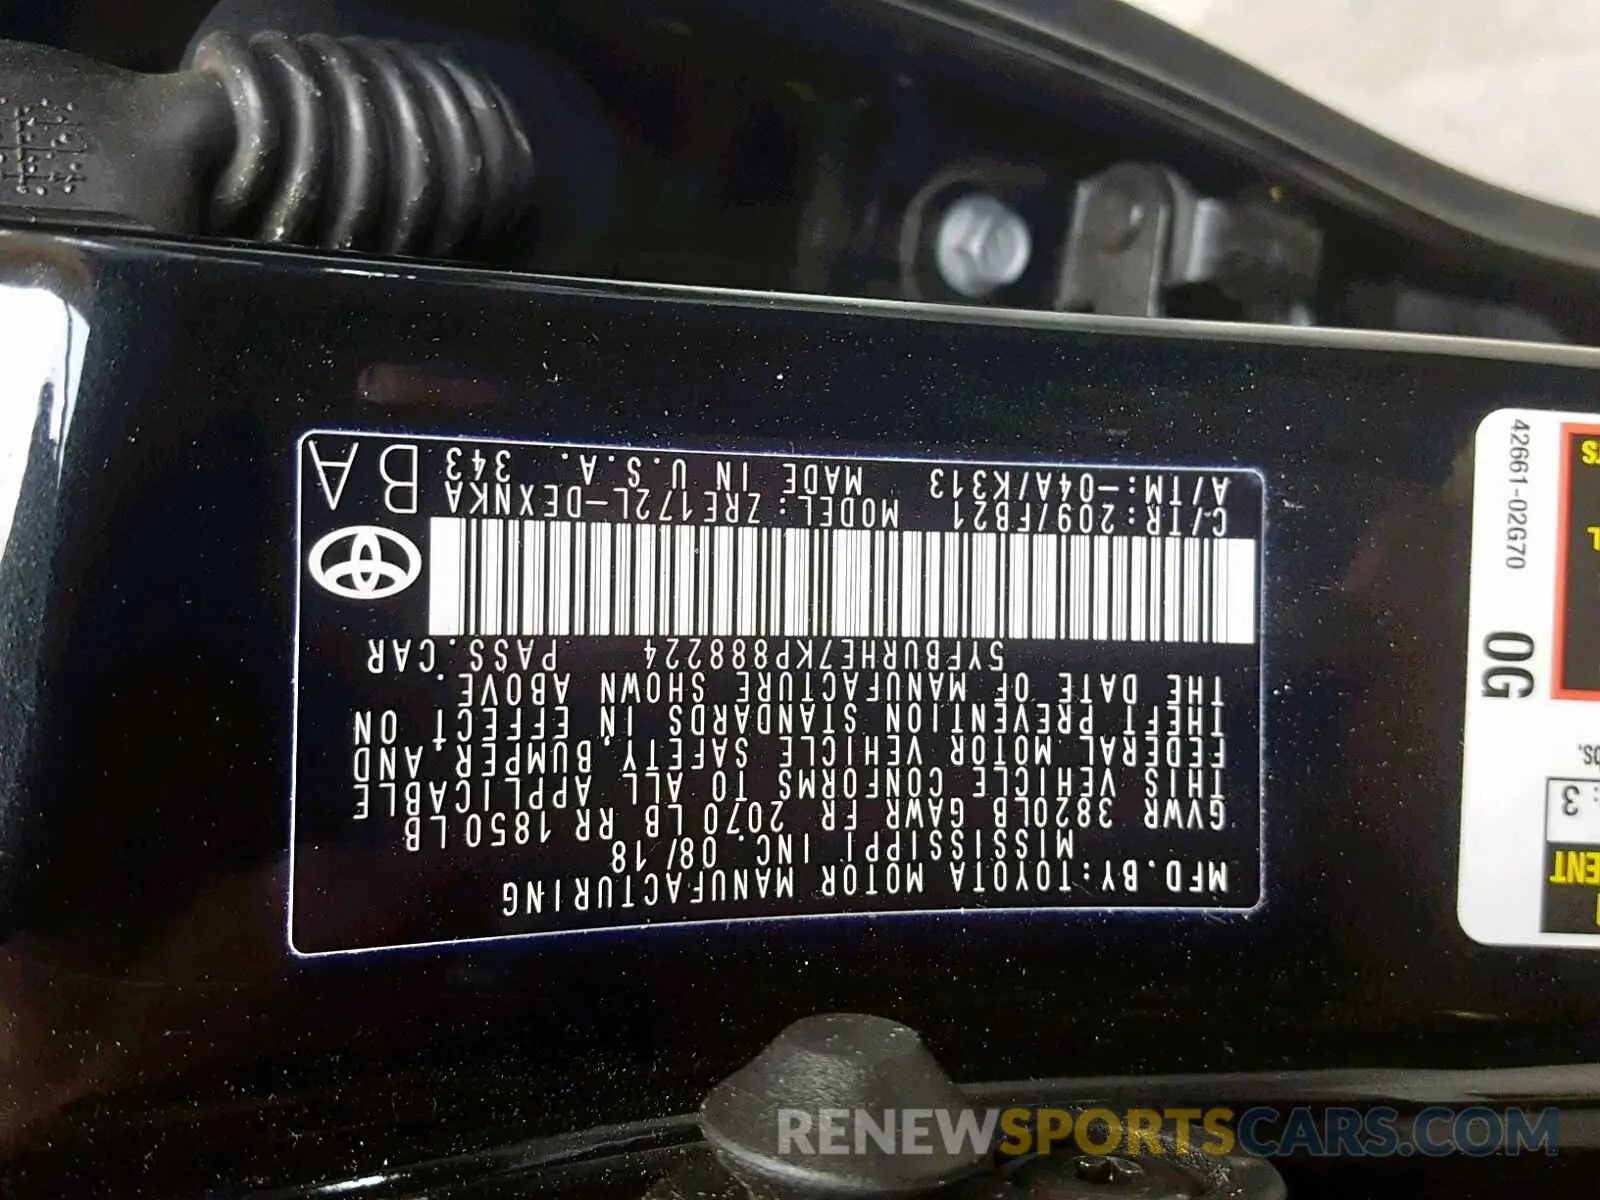 MFD.BY:TOYOTA MOTOR MANUFACTURING
MISSISSIPPI INC. 08/18
GVWR 3820LB GAWR FR 2070 LB RR 1850 LB
THIS VEHICLE CONFORMS TO ALL APPLICABLE
FEDERAL MOTOR VEHICLE SAFETY, BUMPER, AND
THEFT PREVENTION STANDARDS IN EFFECT ON
THE DATE OF MANUFACTURE SHOWN ABOVE.
5YFBURHE7KP888224 PASS.CAR
C/TR:209/FB21 MODEL:ZRE172L-DEXNKA
A/TM:-04A/K313 MADE IN U.S.A. 343
BA
42661-02G70
0G
3
RENEWSPORTSCARS.COM